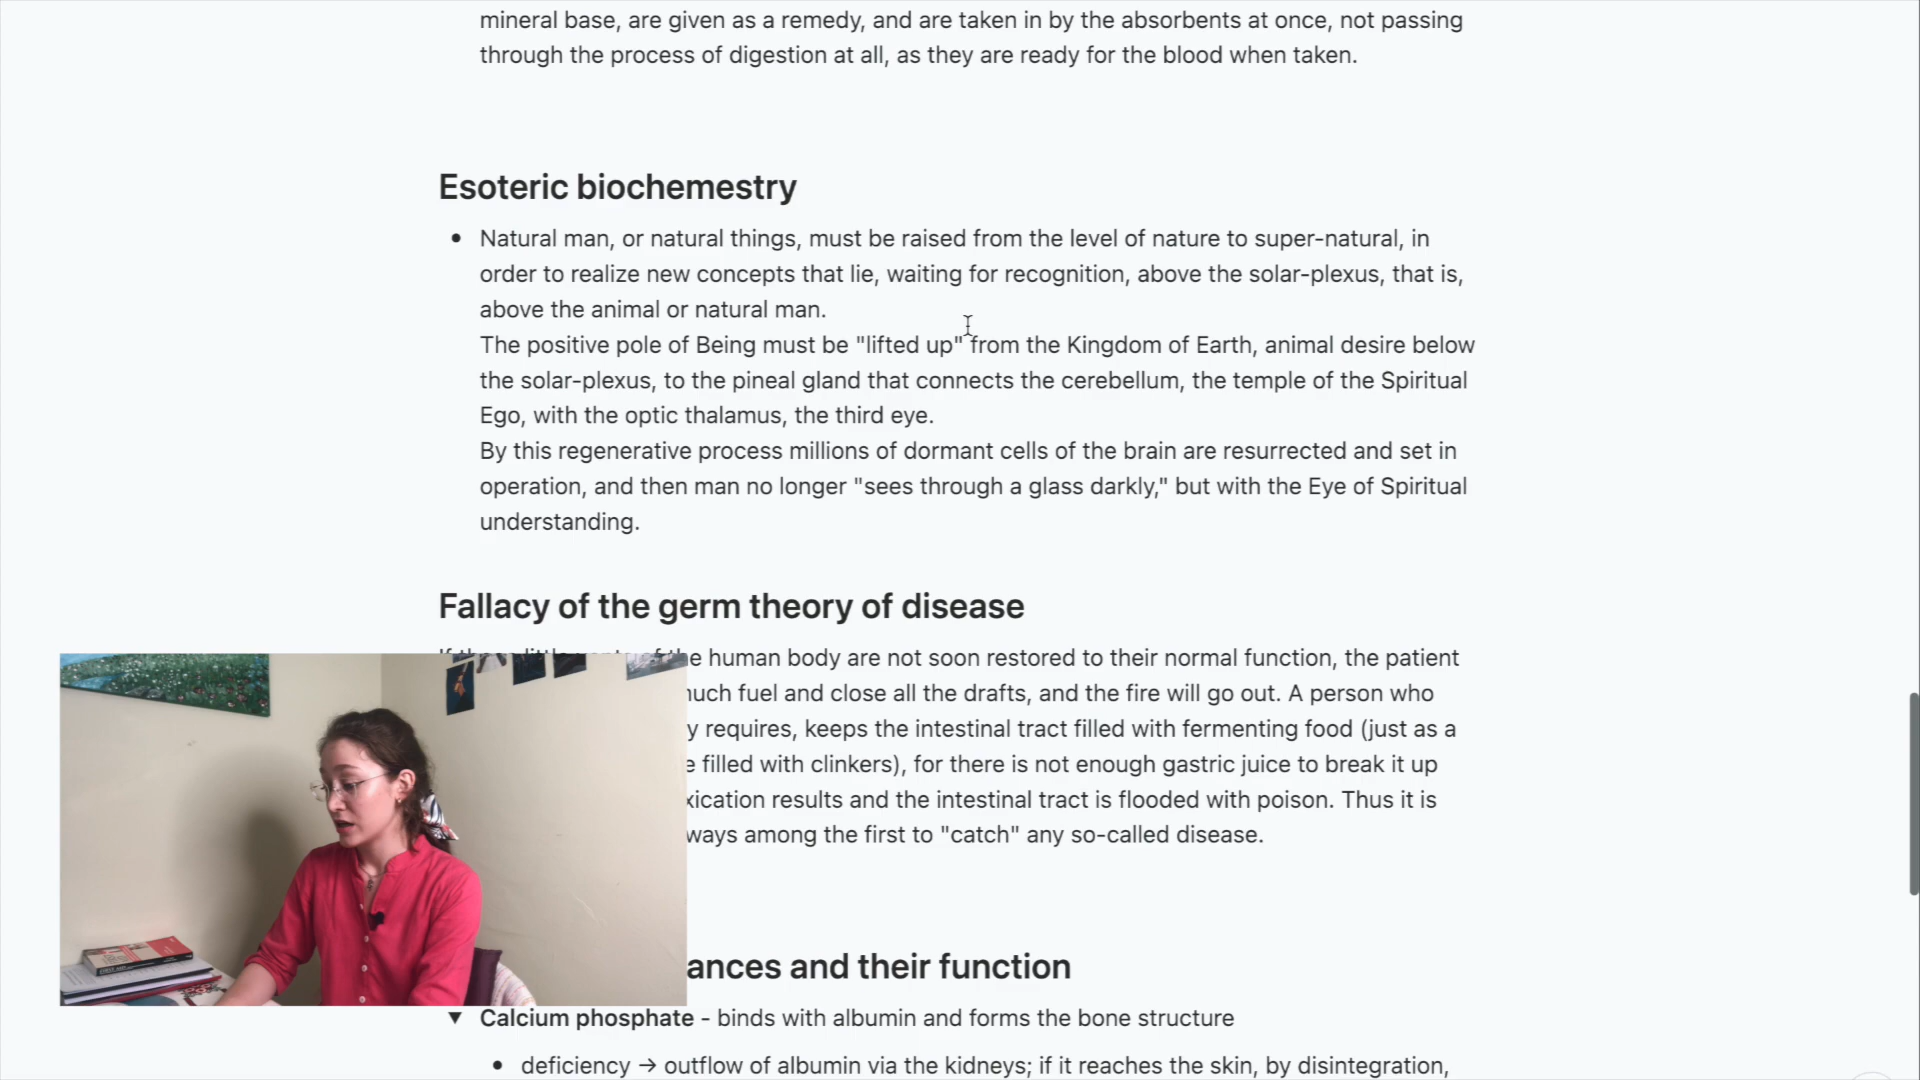 mineral base, are given as a remedy, and are taken in by the absorbents at once, not passing
through the process of digestion at all, as they are ready for the blood when taken.
Esoteric biochemestry
Natural man, or natural things, must be raised from the level of nature to super-natural, in
order to realize new concepts that lie, waiting for recognition, above the solar-plexus, that is,
above the animal or natural man.
The positive pole of Being must be "lifted up" from the Kingdom of Earth, animal desire below
the solar-plexus, to the pineal gland that connects the cerebellum, the temple of the Spiritual
Ego, with the optic thalamus, the third eye.
By this regenerative process millions of dormant cells of the brain are resurrected and set in
operation, and then man no longer "sees through a glass darkly," but with the Eye of Spiritual
understanding.
Fallacy of the germ theory of disease
human body are not soon restored to their normal function, the patient
fuel and close all the drafts, and the fire will go out. A person who
requires, keeps the intestinal tract filled with fermenting food (just as a
filled with clinkers), for there is not enough gastric juice to break it up
results and the intestinal tract is flooded with poison. Thus it is
among the first to "catch" any so-called disease.
and their function
Calcium phosphate - binds with albumin and forms the bone structure
deficiency → outflow of albumin via the kidneys; if it reaches the skin, by disintegration,